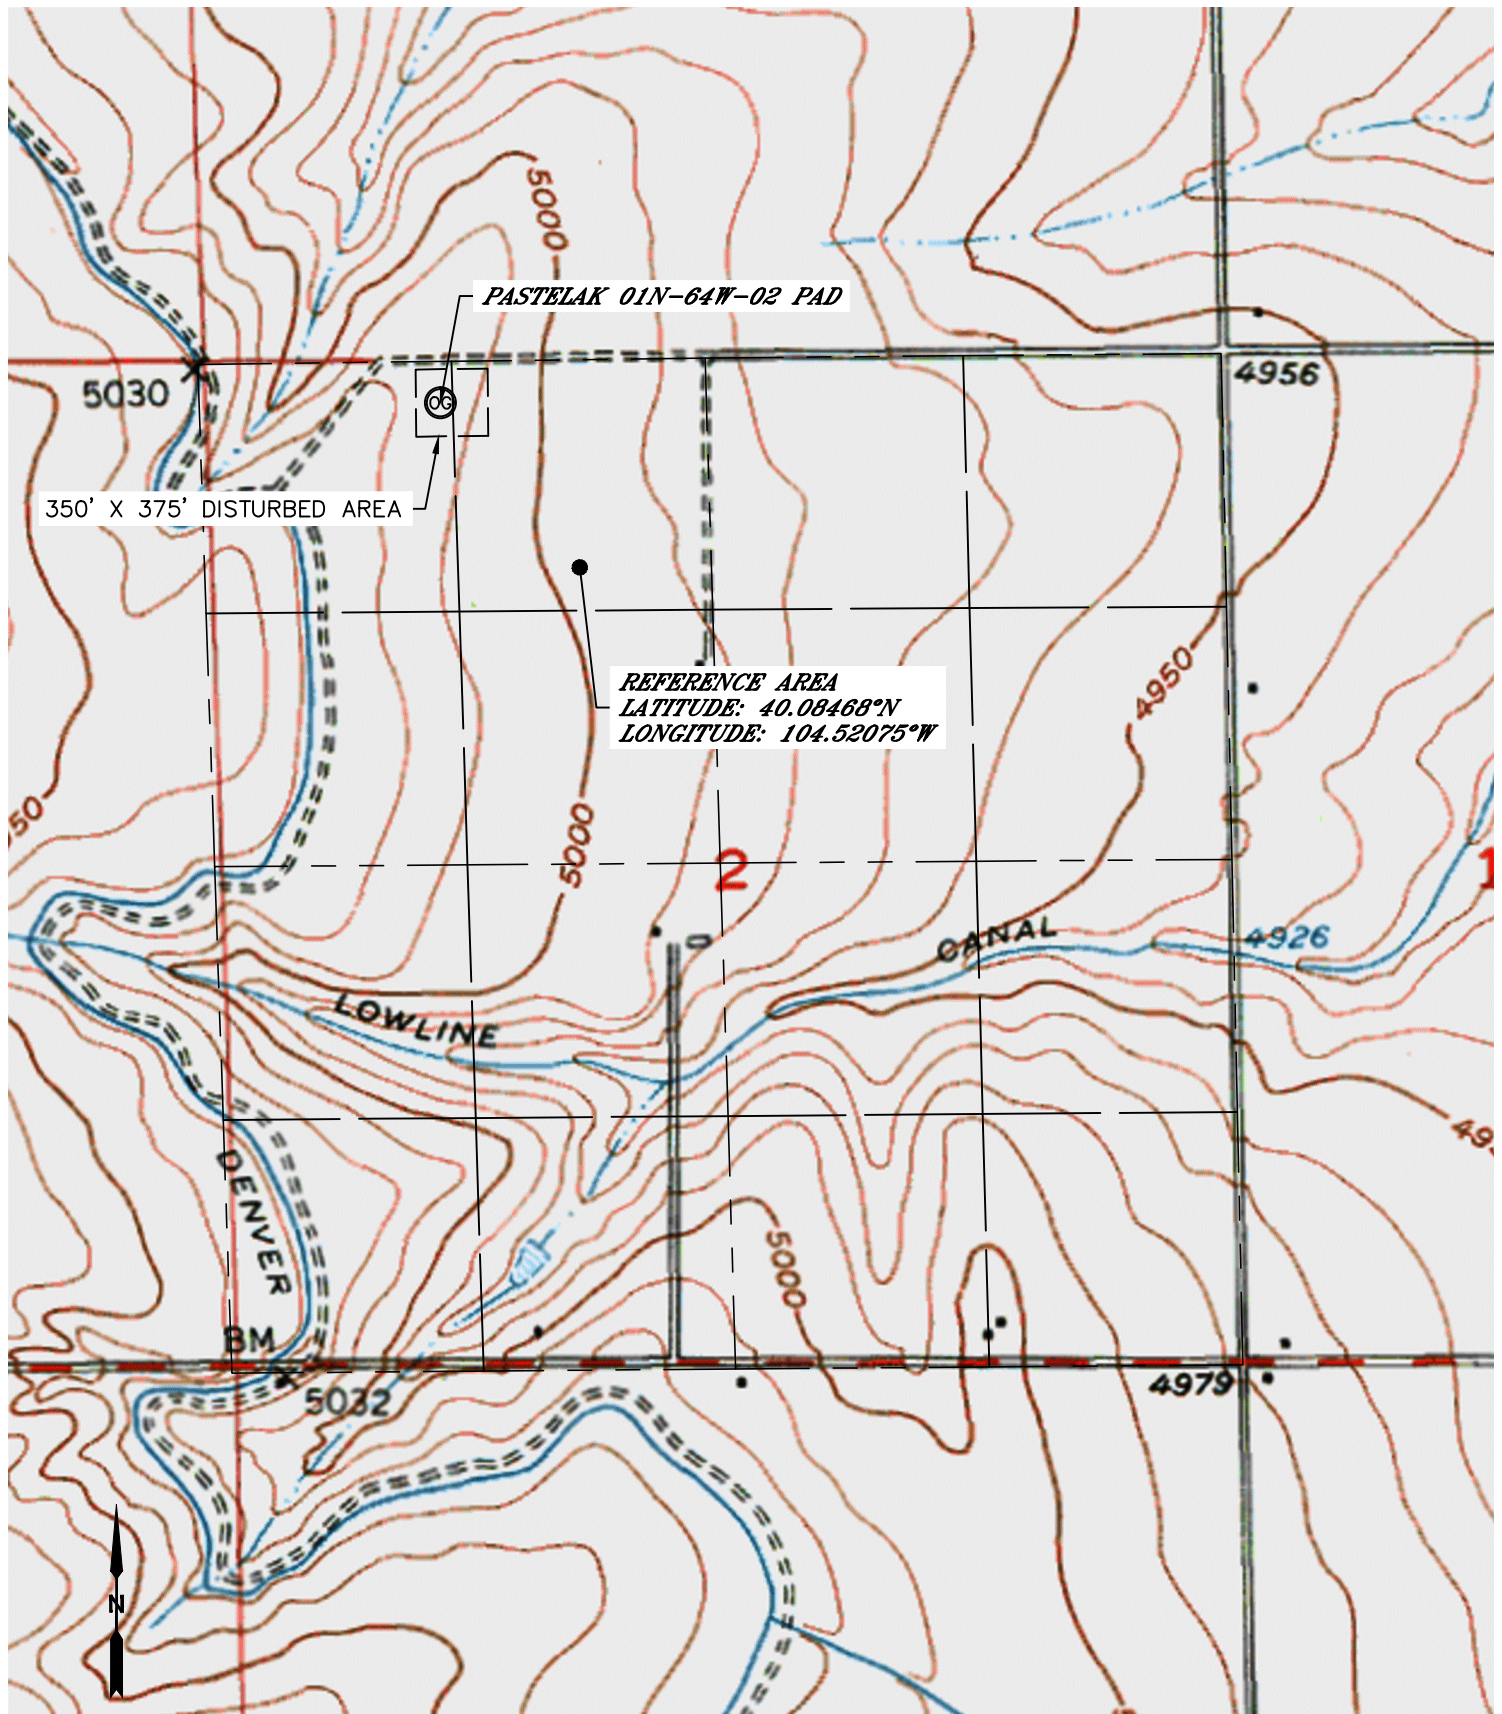 5000
PASTELAK 01N-64W-02 PAD
5030
4956
OG
350' X 375' DISTURBED AREA
REFERENCE AREA
LATITUDE: 40.08468°N
LONGITUDE: 104.52075°W
4950
50
5000
2
1
CANAL
4926
LOWLINE
DENVER
5000
BM
5032
4979
N